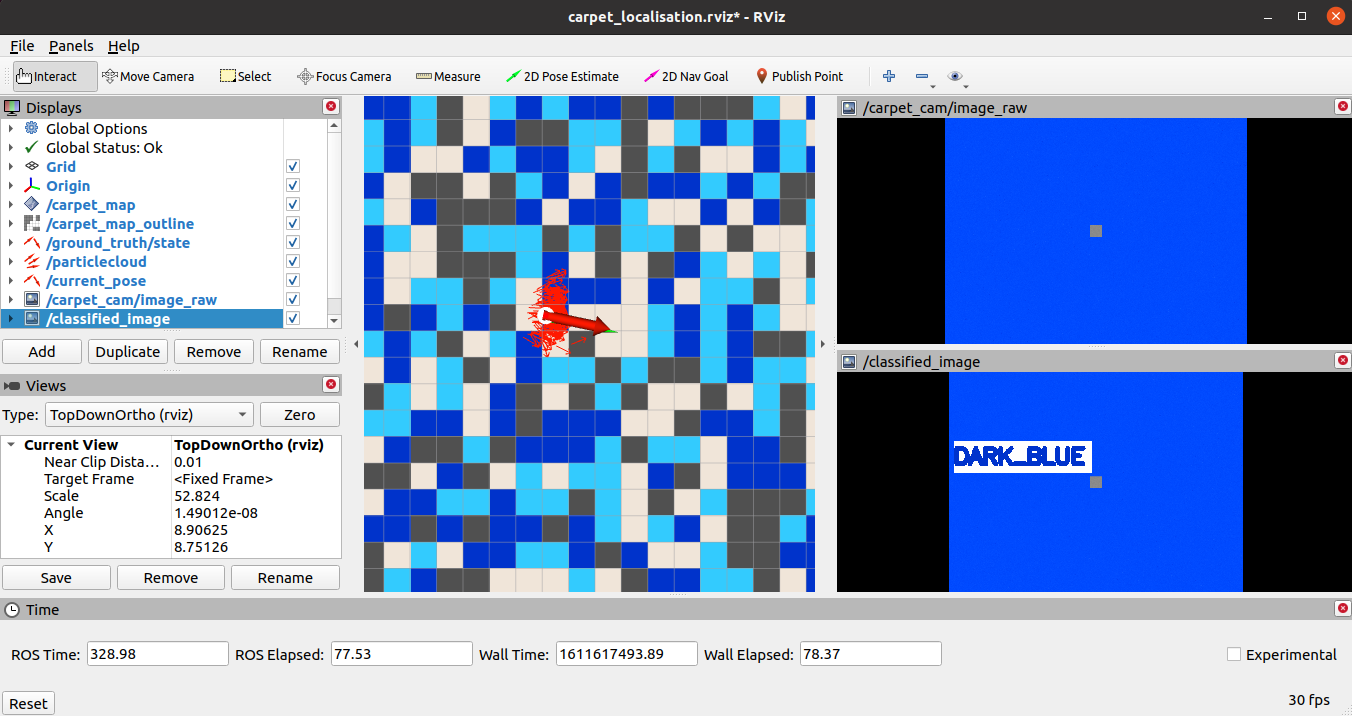 carpet_localisation.rviz* - RViz
File Panels Help
Interact Move Camera Select Focus Camera Measure 2D Pose Estimate 2D Nav Goal Publish Point
Displays
Global Options
Global Status: Ok
Grid
Origin
/carpet_map
/carpet_map_outline
/ground_truth/state
/particlecloud
/current_pose
/carpet_cam/image_raw
/classified_image
Add Duplicate Remove Rename
Views
Type: TopDownOrtho (rviz) Zero
Current View TopDownOrtho (rviz)
Near Clip Dista... 0.01
Target Frame <Fixed Frame>
Scale 52.824
Angle 1.49012e-08
X 8.90625
Y 8.75126
Save Remove Rename
/carpet_cam/image_raw
/classified_image
DARK_BLUE
Time
ROS Time: 328.98 ROS Elapsed: 77.53 Wall Time: 1611617493.89 Wall Elapsed: 78.37 Experimental
Reset 30 fps